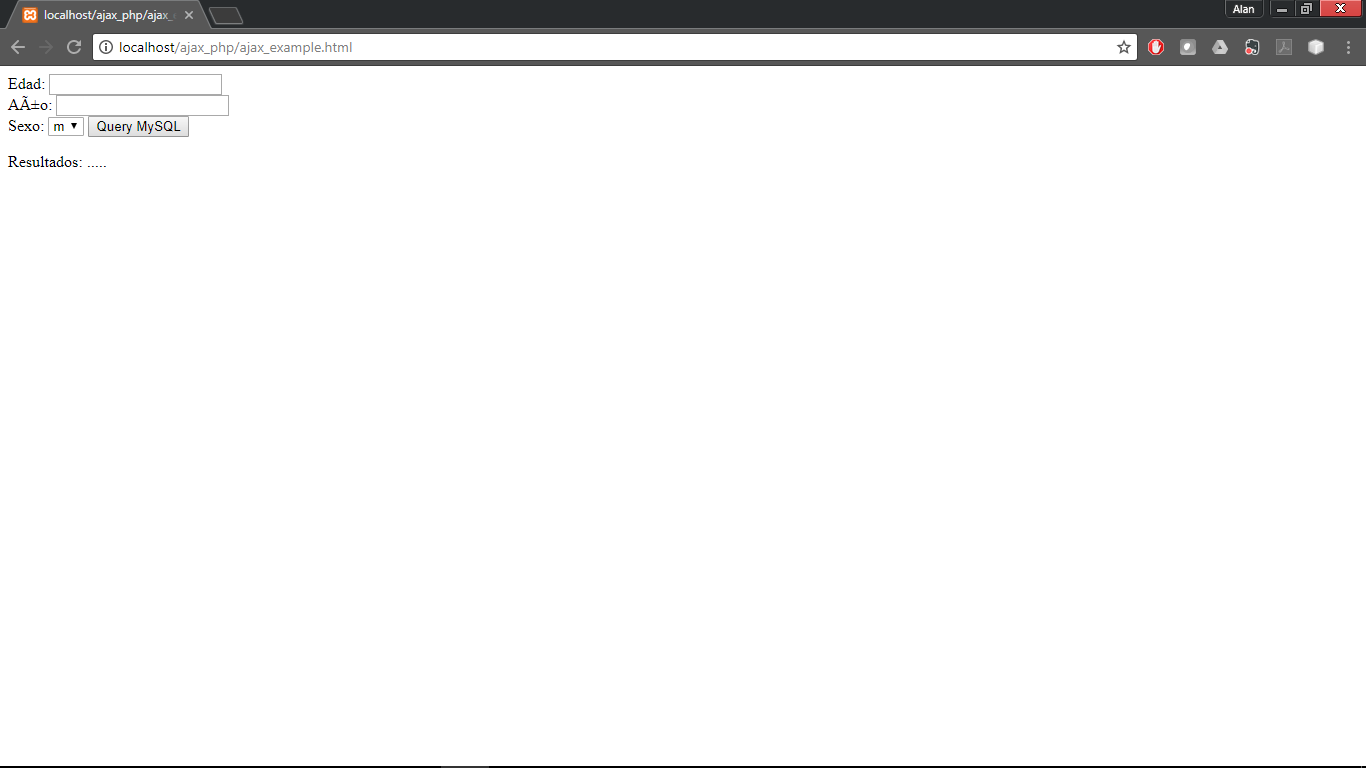 localhost/ajax_php/ajax_
Alan
localhost/ajax_php/ajax_example.html
Edad:
AÃ±o:
Sexo: m Query MySQL
Resultados: .....